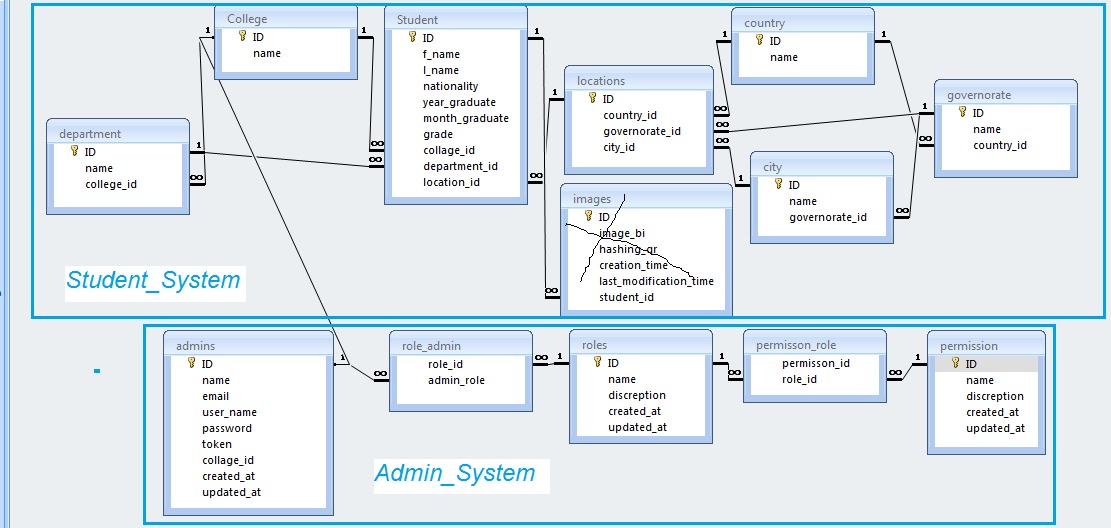 College
ID
name
Student
ID
f_name
l_name
nationality
year_graduate
month_graduate
grade
collage_id
department_id
location_id
country
ID
name
locations
ID
country_id
governorate_id
city_id
governorate
ID
name
country_id
department
ID
name
college_id
city
ID
name
governorate_id
images
ID
image_bi
hashing_qr
creation_time
last_modification_time
student_id
Student_System
admins
ID
name
email
user_name
password
token
collage_id
created_at
updated_at
role_admin
role_id
admin_role
roles
ID
name
discreption
created_at
updated_at
permisson_role
permisson_id
role_id
permission
ID
name
discreption
created_at
updated_at
Admin_System
1
1
1
1
1
1
1
1
1
1
1
1
∞
∞
∞
∞
∞
∞
∞
∞
∞
∞
∞
∞
∞
∞